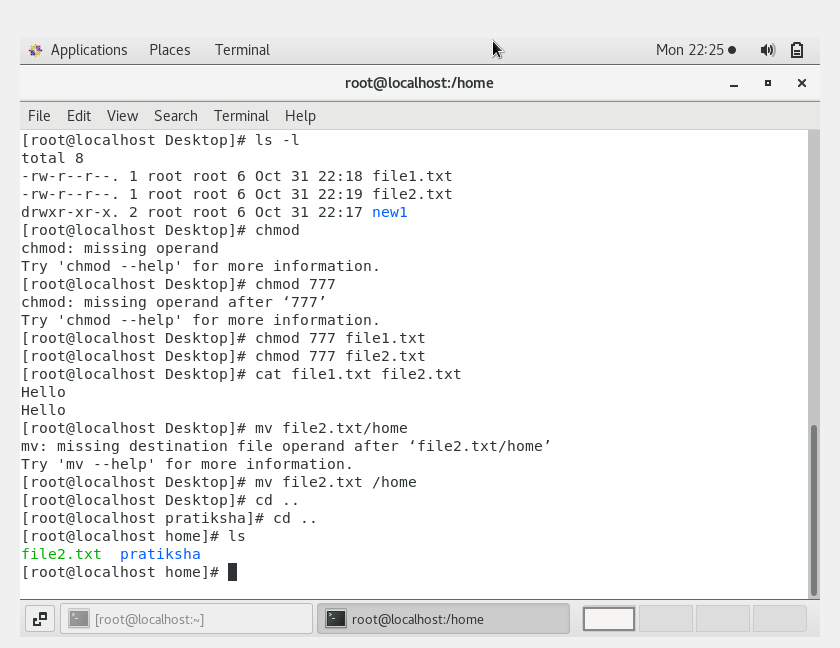 Applications Places Terminal Mon 22:25
root@localhost:/home
File Edit View Search Terminal Help
[root@localhost Desktop]# ls -l
total 8
-rw-r--r--. 1 root root 6 Oct 31 22:18 file1.txt
-rw-r--r--. 1 root root 6 Oct 31 22:19 file2.txt
drwxr-xr-x. 2 root root 6 Oct 31 22:17 new1
[root@localhost Desktop]# chmod
chmod: missing operand
Try 'chmod --help' for more information.
[root@localhost Desktop]# chmod 777
chmod: missing operand after ‘777’
Try 'chmod --help' for more information.
[root@localhost Desktop]# chmod 777 file1.txt
[root@localhost Desktop]# chmod 777 file2.txt
[root@localhost Desktop]# cat file1.txt file2.txt
Hello
Hello
[root@localhost Desktop]# mv file2.txt/home
mv: missing destination file operand after ‘file2.txt/home’
Try 'mv --help' for more information.
[root@localhost Desktop]# mv file2.txt /home
[root@localhost Desktop]# cd ..
[root@localhost pratiksha]# cd ..
[root@localhost home]# ls
file2.txt  pratiksha
[root@localhost home]#
[root@localhost:~] root@localhost:/home